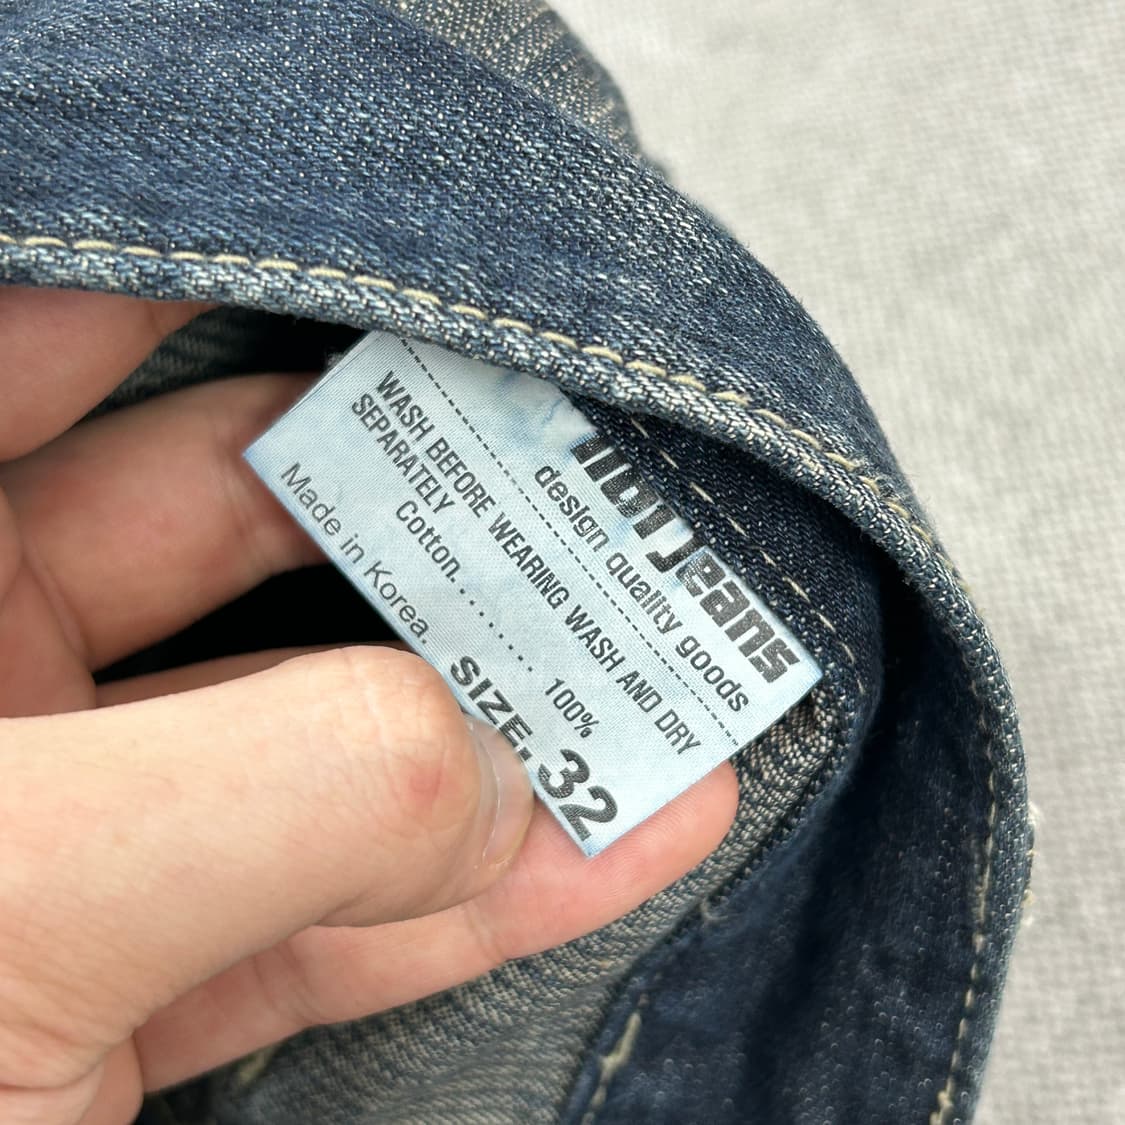 Jeans
design quality goods
WASH BEFORE WEARING WASH AND DRY
SEPARATELY
Cotton.......... 100%
Made in Korea.
SIZE. 32